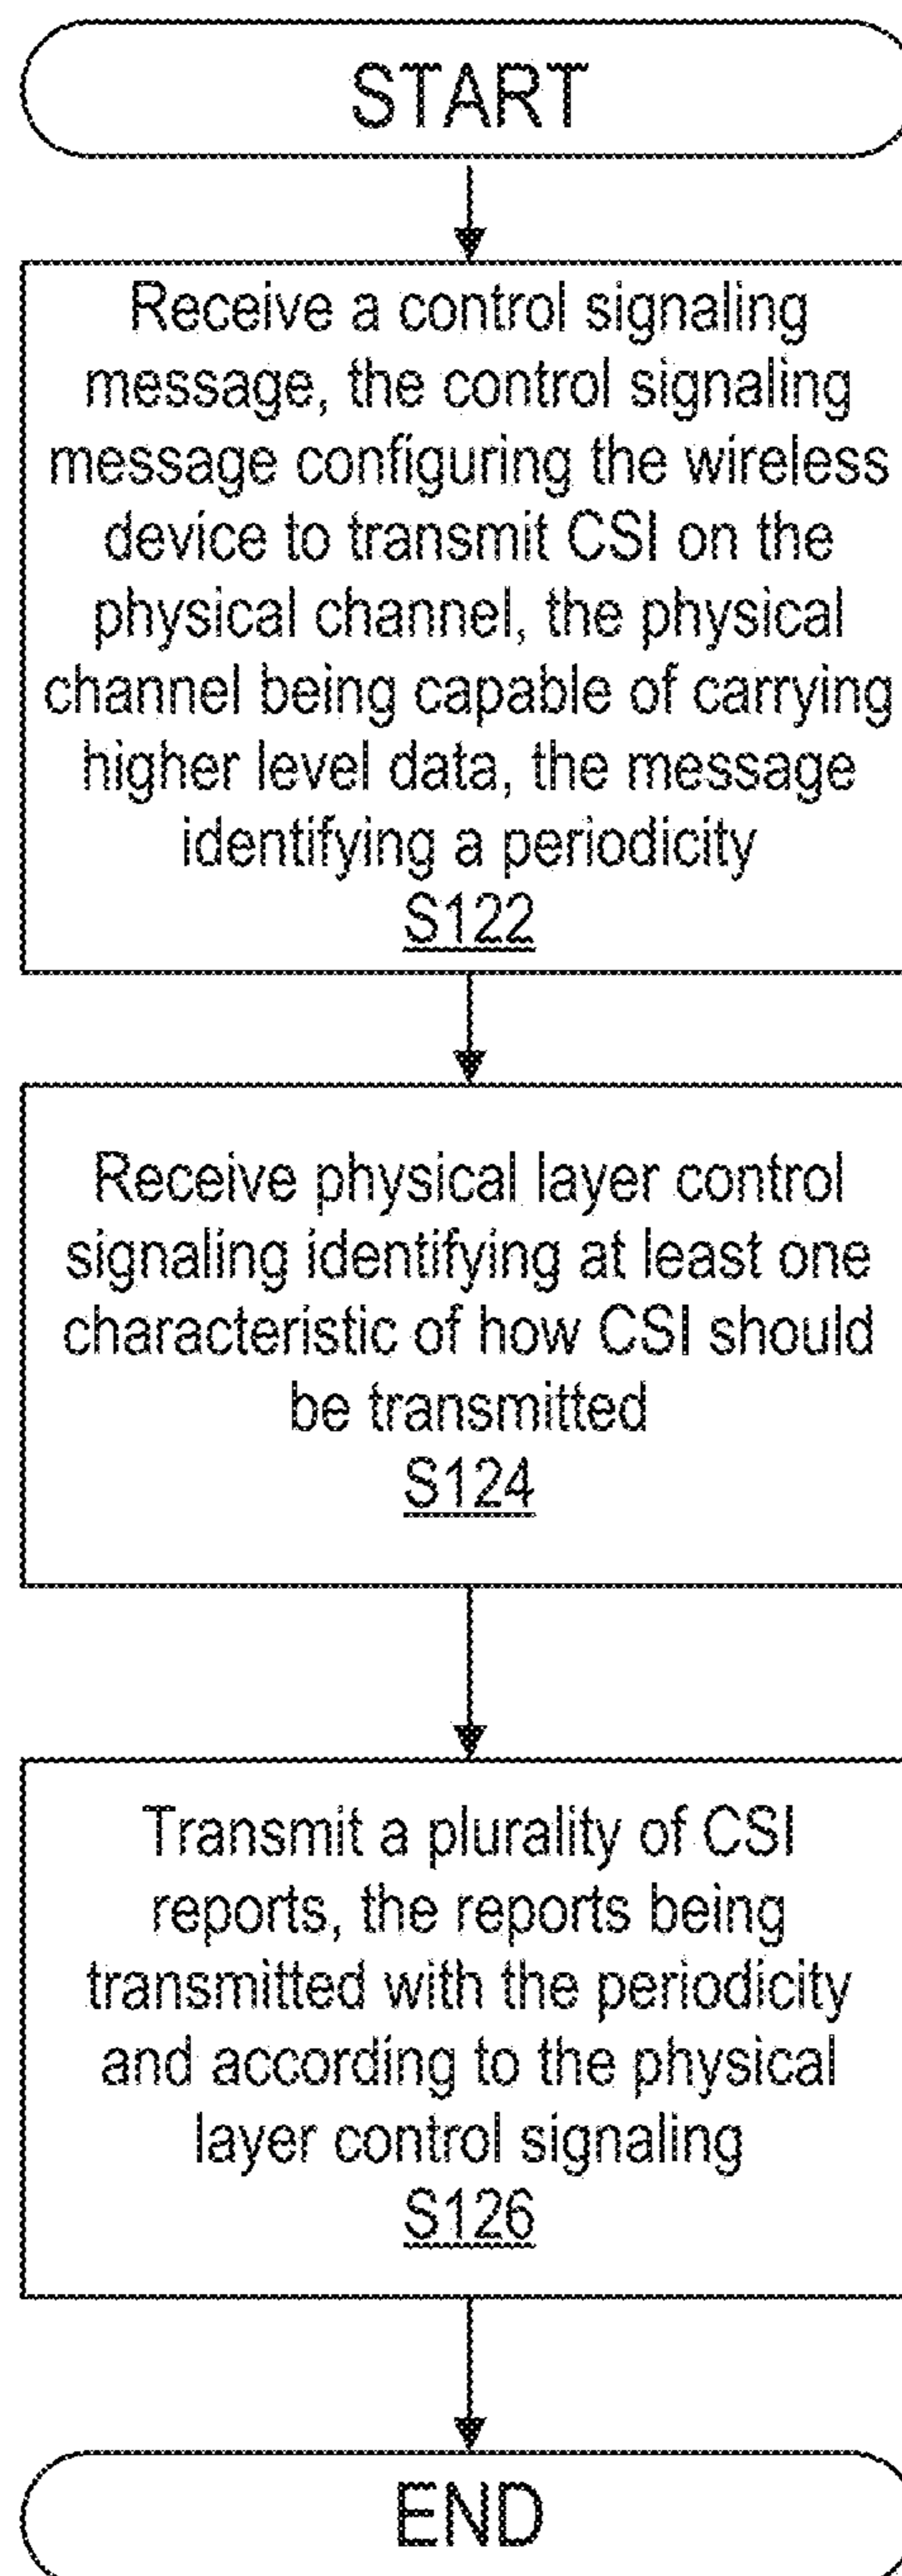 START
Receive a control signaling
message, the control signaling
message configuring the wireless
device to transmit CSI on the
physical channel, the physical
channel being capable of carrying
higher level data, the message
identifying a periodicity
S122
Receive physical layer control
signaling identifying at least one
characteristic of how CSI should
be transmitted
S124
Transmit a plurality of CSI
reports, the reports being
transmitted with the periodicity
and according to the physical
layer control signaling
S126
END